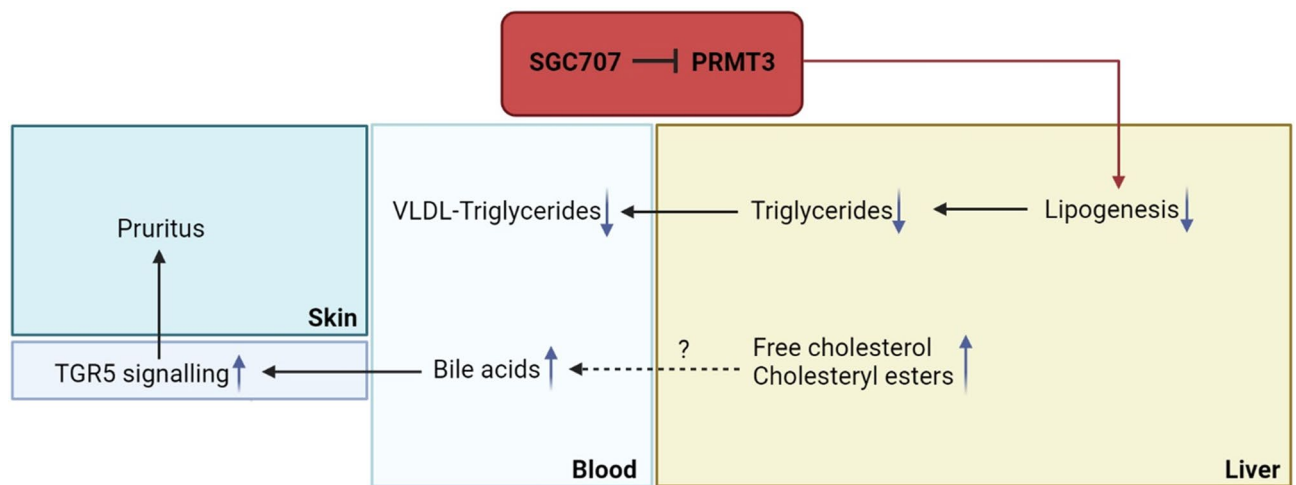 SGC707 PRMT3
Pruritus
Skin
TGR5 signalling
VLDL-Triglycerides
Bile acids
Blood
?
Triglycerides
Lipogenesis
Free cholesterol
Cholesteryl esters
Liver